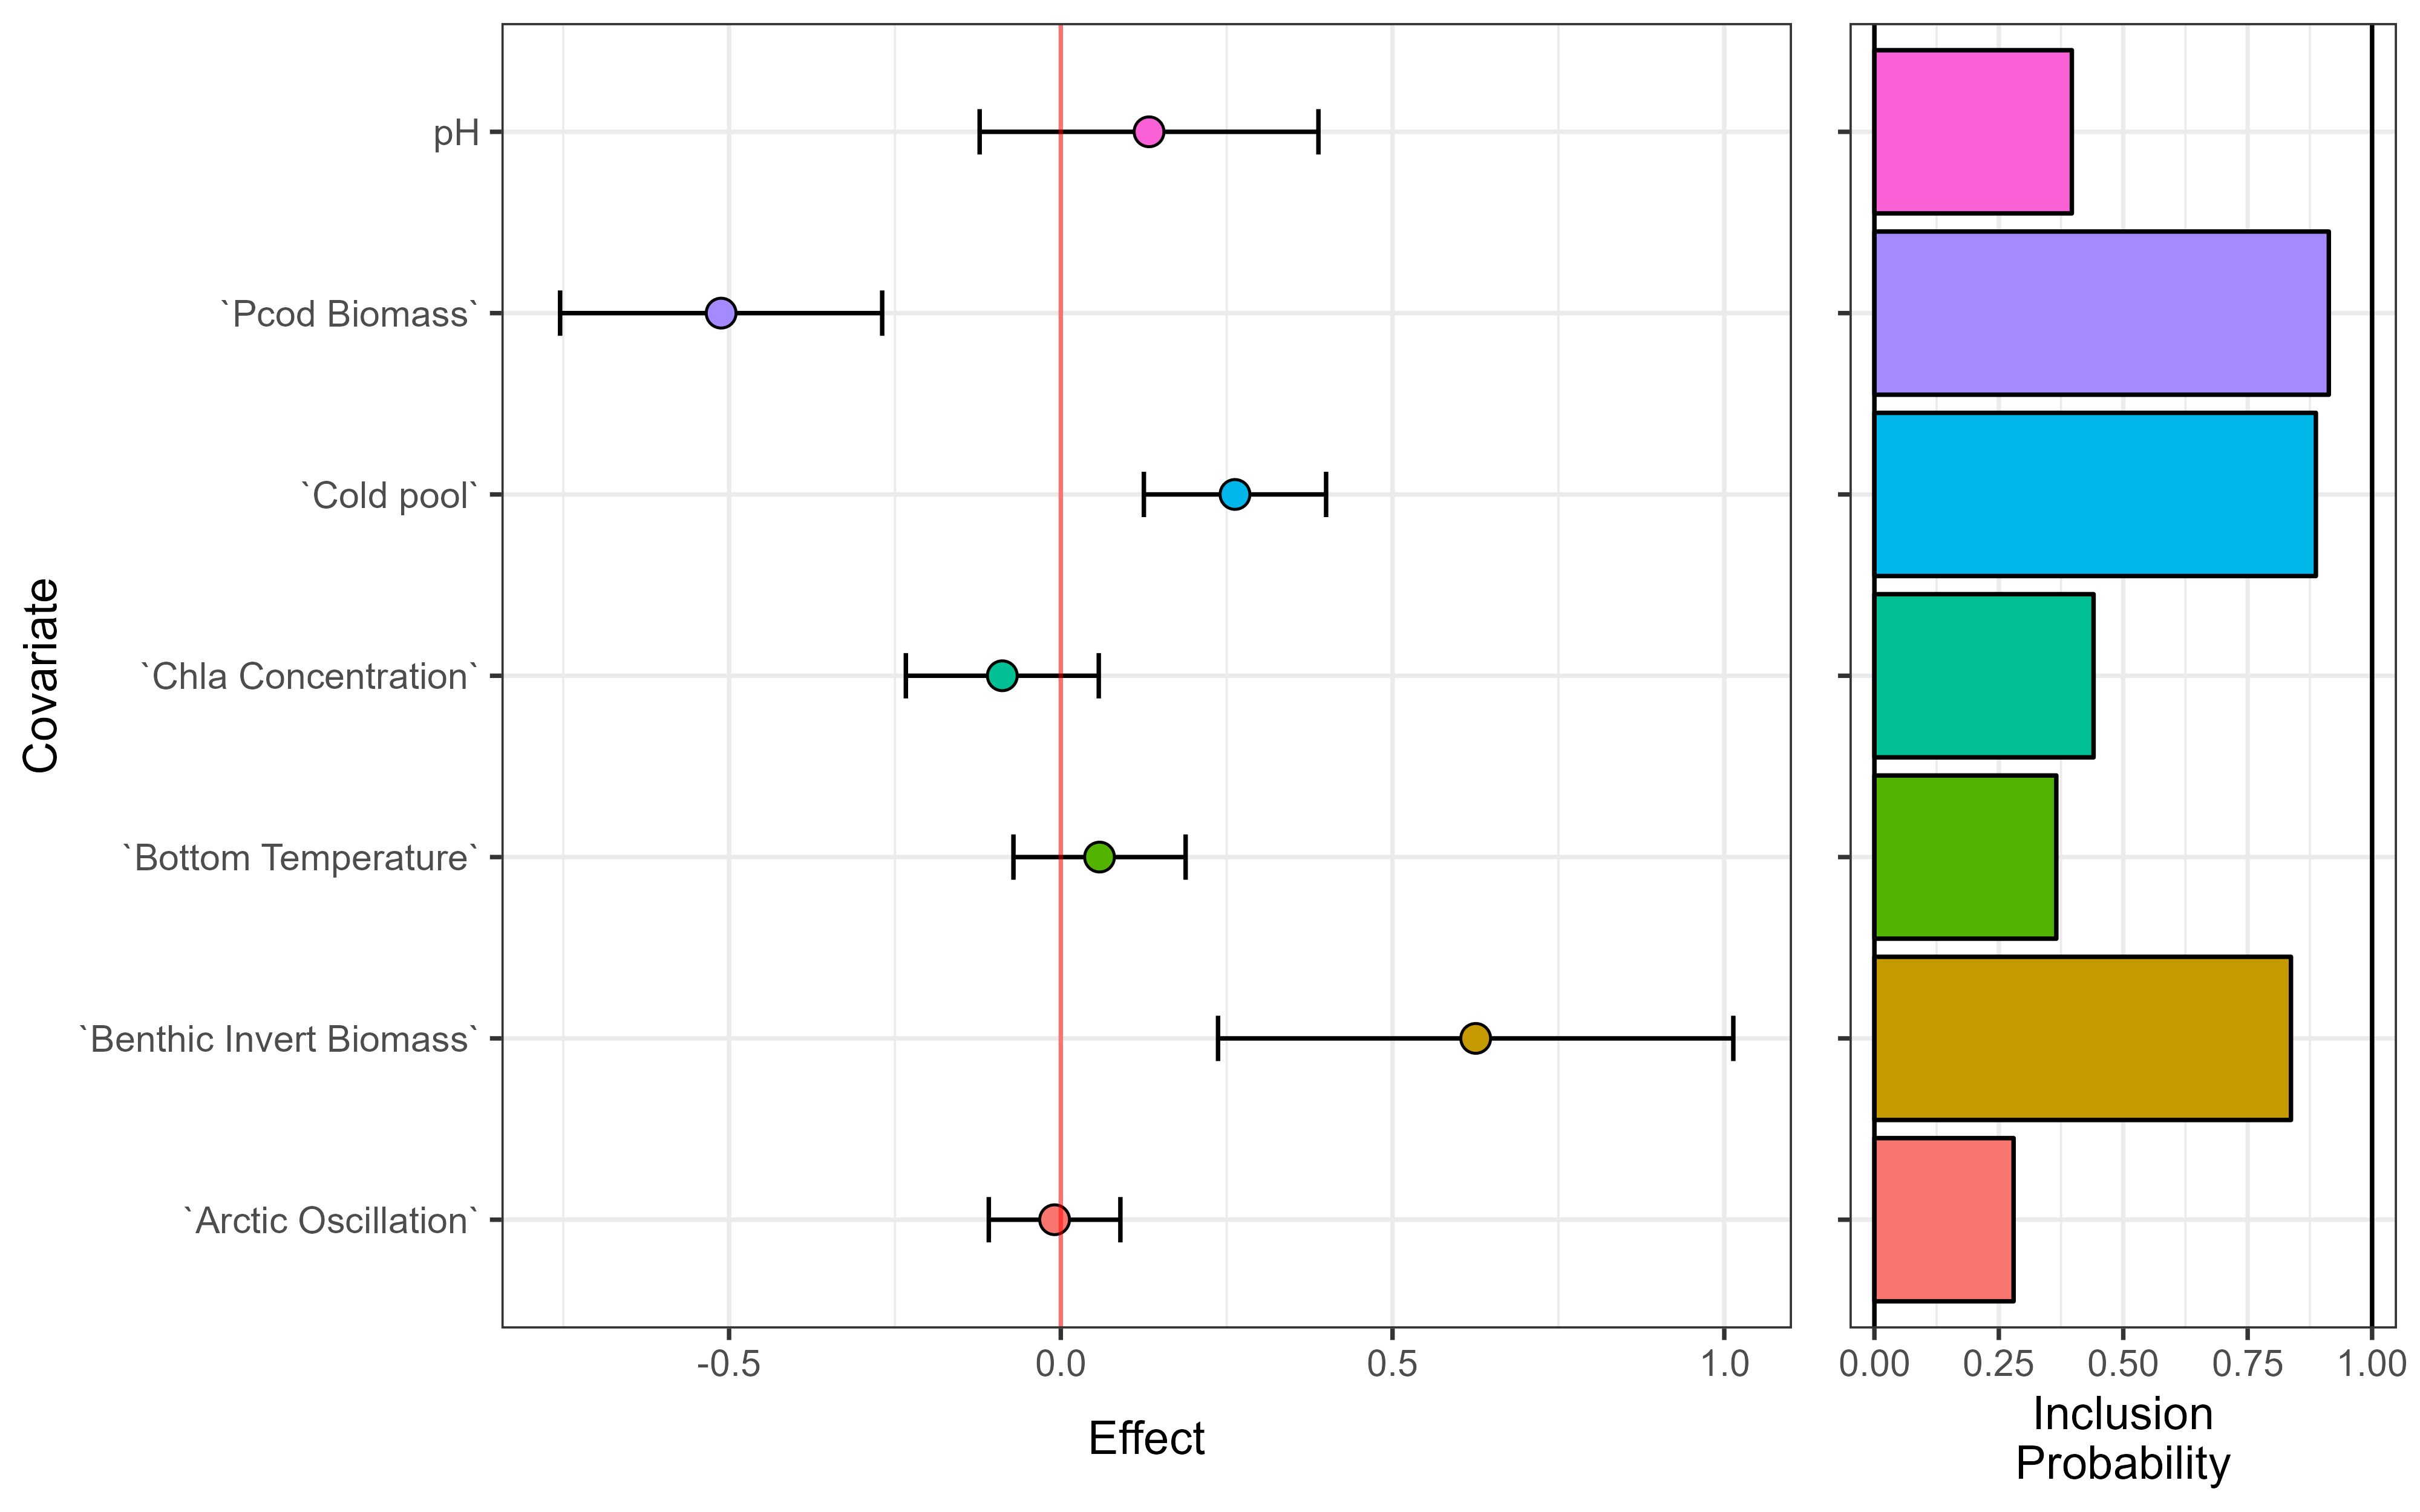 Covariate
pH
`Pcod Biomass`
`Cold pool`
`Chla Concentration`
`Bottom Temperature`
`Benthic Invert Biomass`
`Arctic Oscillation`
-0.5 0.0 0.5 1.0
Effect
0.00 0.25 0.50 0.75 1.00
Inclusion
Probability